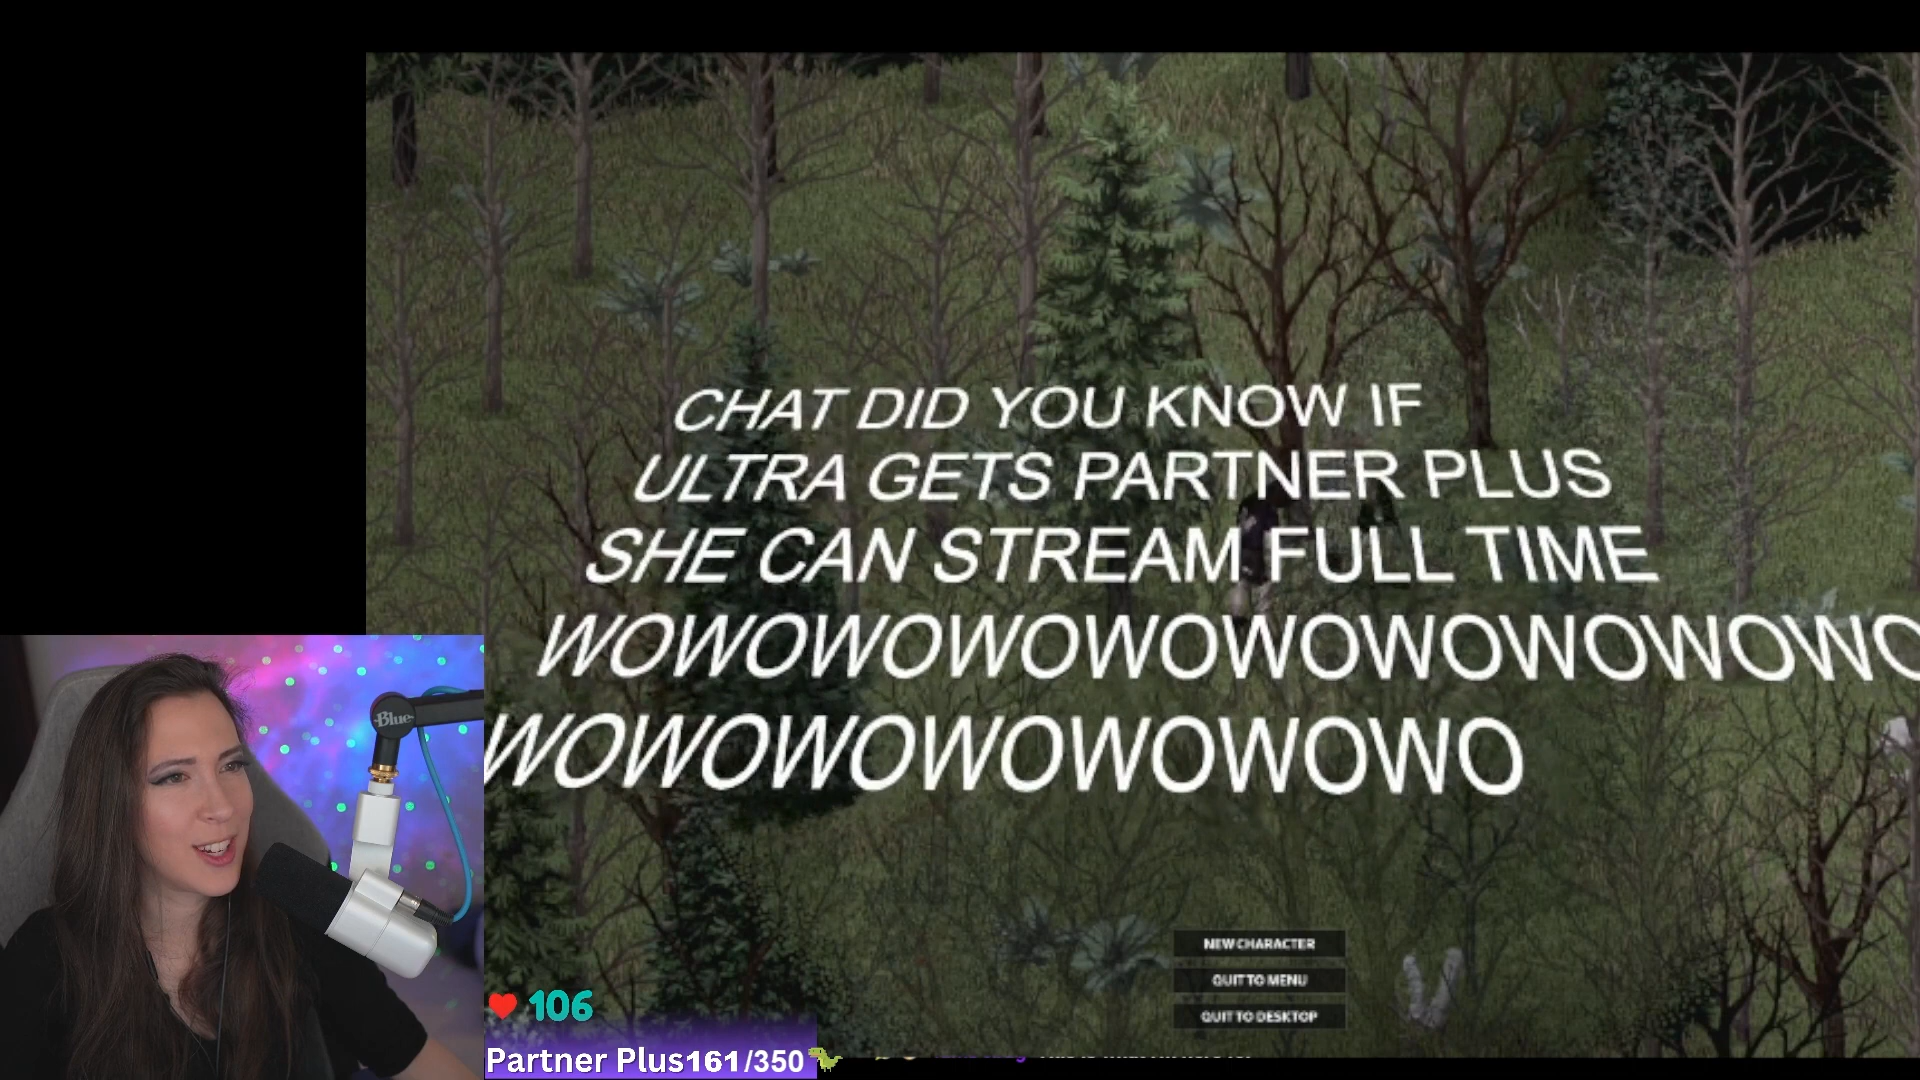 CHAT DID YOU KNOW IF
ULTRA GETS PARTNER PLUS
SHE CAN STREAM FULL TIME
WOWOWOWOWOWOWOWOWOWO
WOWOWOWOWOWOWO
-Blue-
NEW CHARACTER
QUIT TO MENU
QUIT TO DESKTOP
106
Partner Plus161/350